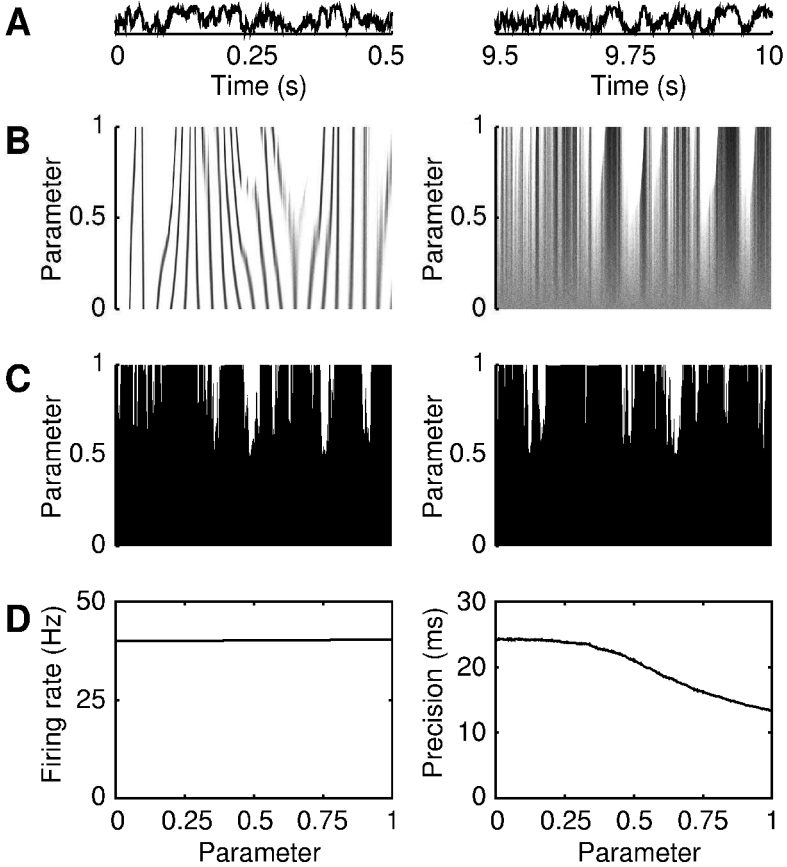 A
0 0.25 0.5 9.5 9.75 10
Time (s) Time (s)
B
1 1
Parameter Parameter
0.5 0.5
0 0
C
1 1
Parameter Parameter
0.5 0.5
0 0
D
50 30
Firing rate (Hz) Precision (ms)
20
25
10
0 0
0 0.25 0.5 0.75 1 0 0.25 0.5 0.75 1
Parameter Parameter